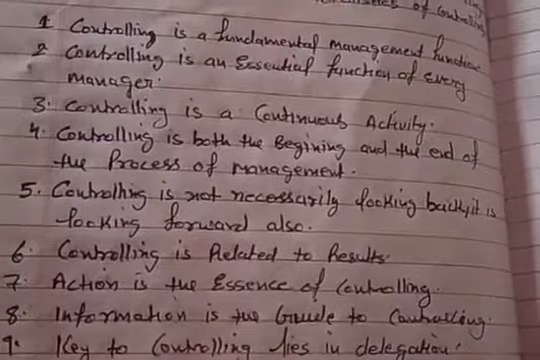 of Controlling
1 Controlling is a fundamental management function
2 Controlling is an Essential function of Every
manager.
3. Controlling is a Continuous Activity.
4. Controlling is both the Begining and the end of
the Process of management.
5. Controlling is not necessarily looking back, it is
looking forward also.
6. Controlling is Related to Results.
7. Action is the Essence of Controlling.
8. Information is the Guide to Controlling.
9. Key to Controlling lies in delegation.